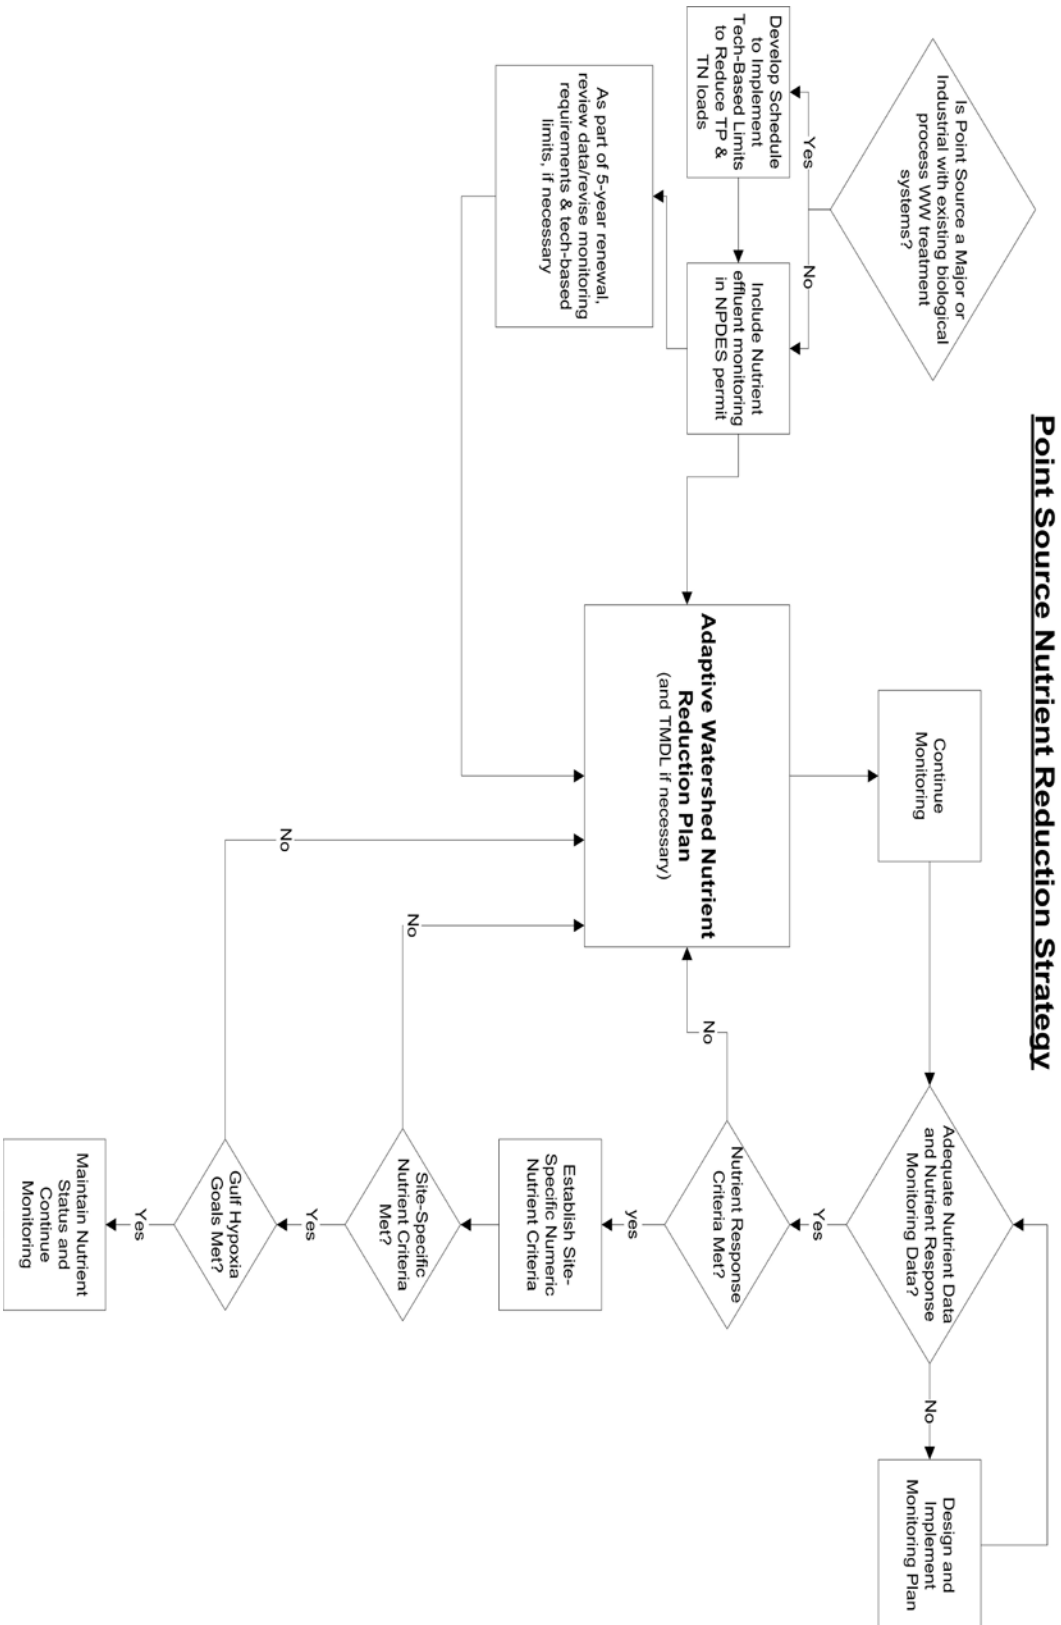 Point Source Nutrient Reduction Strategy
Is Point Source a Major or
Industrial with existing biological
process WW treatment
systems?
Yes
No
Develop Schedule
to Implement
Tech-Based Limits
to Reduce TP &
TN loads
Include Nutrient
effluent monitoring
in NPDES permit
As part of 5-year renewal,
review data/revise monitoring
requirements & tech-based
limits, if necessary
Continue
Monitoring
Adaptive Watershed Nutrient
Reduction Plan
(and TMDL if necessary)
Adequate Nutrient Data
and Nutrient Response
Monitoring Data?
No
Design and
Implement
Monitoring Plan
Yes
Nutrient Response
Criteria Met?
No
yes
Establish Site-
Specific Numeric
Nutrient Criteria
Site-Specific
Nutrient Criteria
Met?
No
Yes
Gulf Hypoxia
Goals Met?
No
Yes
Maintain Nutrient
Status and
Continue
Monitoring